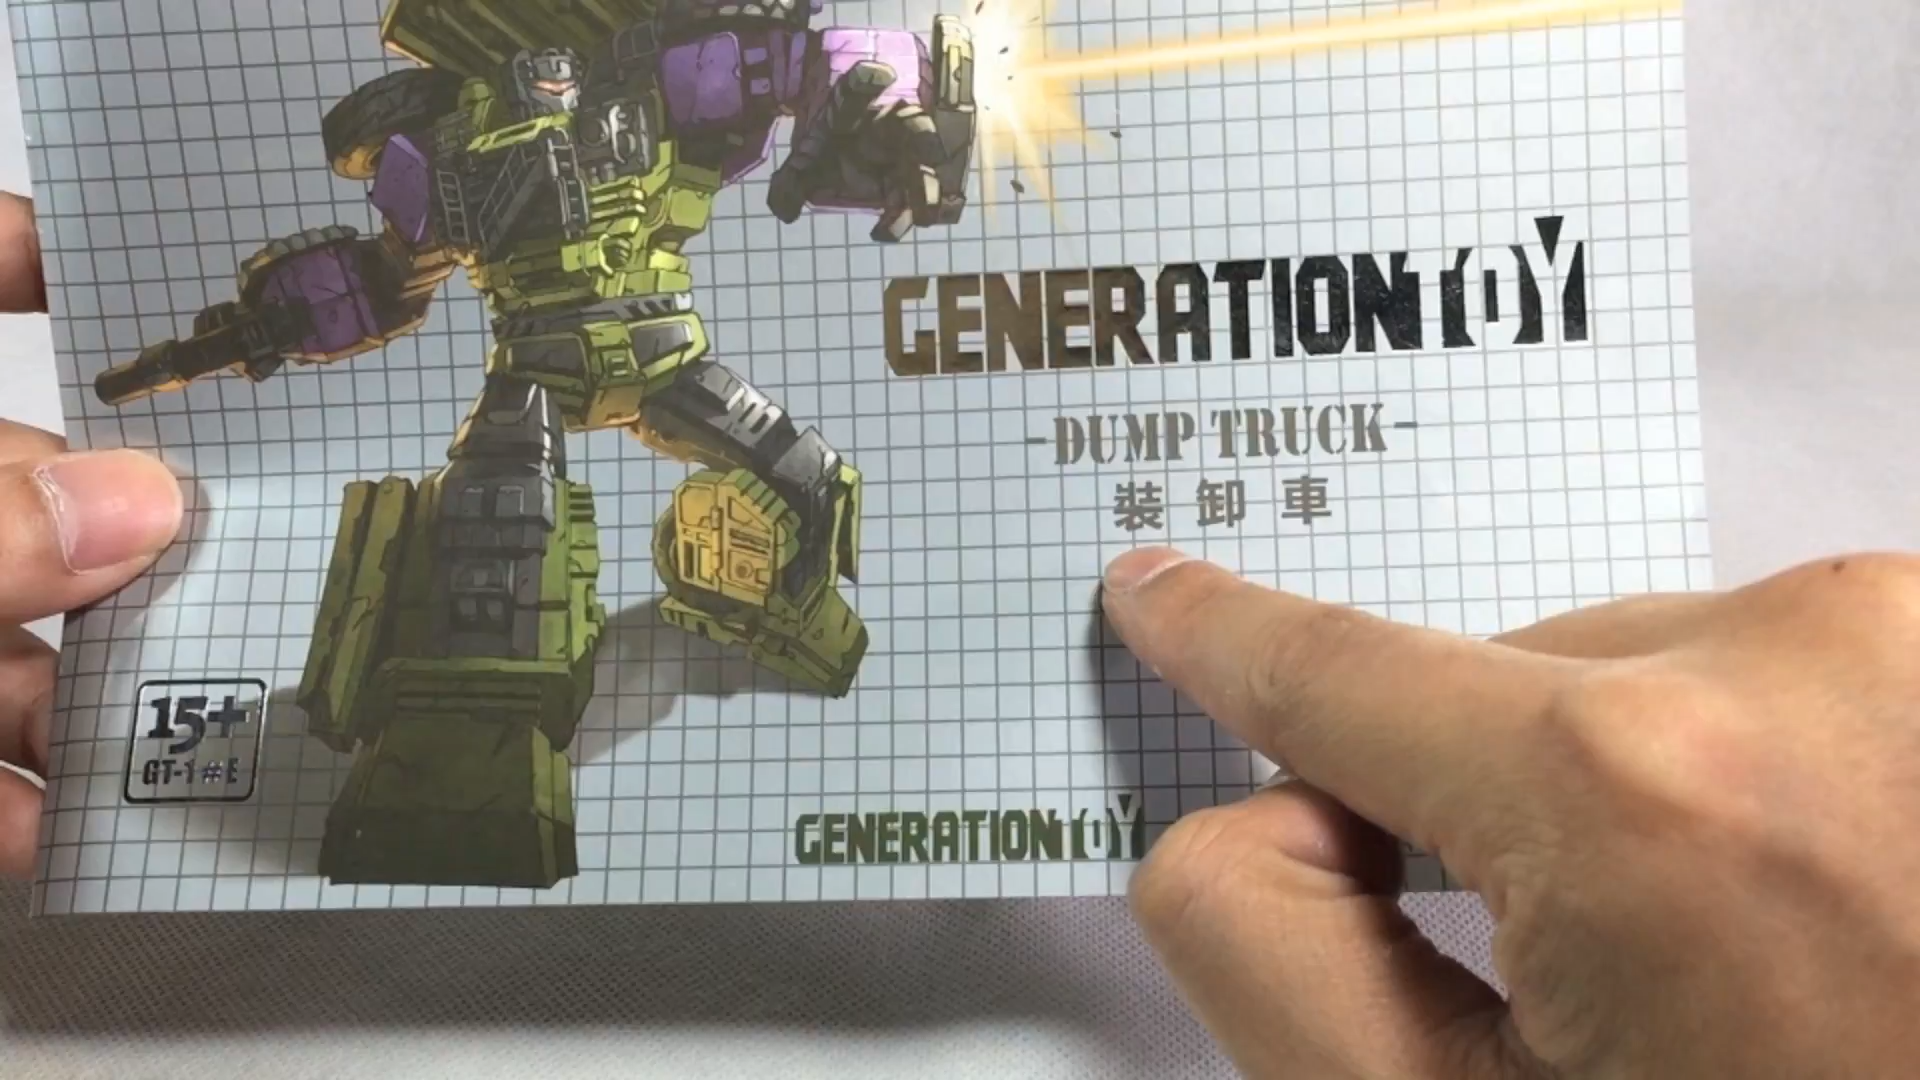 GENERATION TOY
-DUMP TRUCK-
裝卸車
15+
GT-1#E
GENERATION TOY